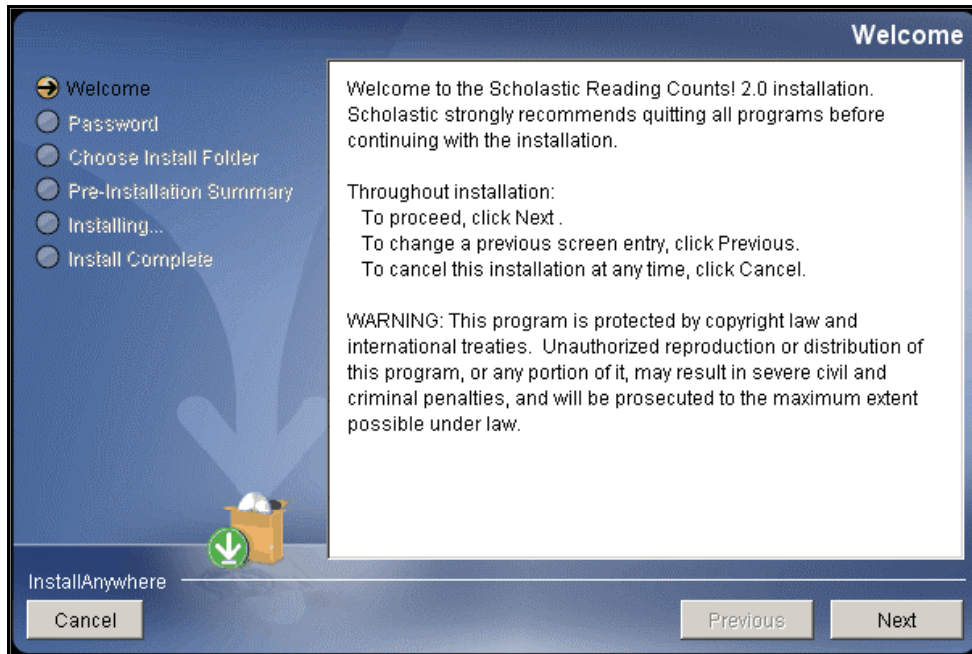 Welcome
Welcome
Password
Choose Install Folder
Pre-Installation Summary
Installing...
Install Complete
Welcome to the Scholastic Reading Counts! 2.0 installation.
Scholastic strongly recommends quitting all programs before
continuing with the installation.
Throughout installation:
To proceed, click Next .
To change a previous screen entry, click Previous.
To cancel this installation at any time, click Cancel.
WARNING: This program is protected by copyright law and
international treaties.  Unauthorized reproduction or distribution of
this program, or any portion of it, may result in severe civil and
criminal penalties, and will be prosecuted to the maximum extent
possible under law.
InstallAnywhere
Cancel
Previous
Next